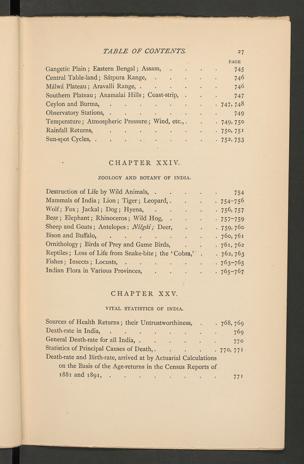 TABLE OF CONTENTS. 27
PAGE
Gangetic Plain; Eastern Bengal; Assam, . . . . 745
Central Table-land; Sátpura Range, . . . . 746
Málwá Plateau; Aravalli Range, . . . . 746
Southern Plateau; Anamalai Hills; Coast-strip, . . . 747
Ceylon and Burma, . . . . 747, 748
Observatory Stations, . . . . 749
Temperature; Atmospheric Pressure; Wind, etc., . . . 749, 750
Rainfall Returns, . . . . 750, 751
Sun-spot Cycles, . . . . 752, 753
CHAPTER XXIV.
ZOOLOGY AND BOTANY OF INDIA.
Destruction of Life by Wild Animals, . . . . 754
Mammals of India; Lion; Tiger; Leopard, . . . 754-756
Wolf; Fox; Jackal; Dog; Hyena, . . . . 756, 757
Bear; Elephant; Rhinoceros; Wild Hog, . . . 757-759
Sheep and Goats; Antelopes; Nilgái; Deer, . . . 759, 760
Bison and Buffalo, . . . . 760, 761
Ornithology; Birds of Prey and Game Birds, . . . 761, 762
Reptiles; Loss of Life from Snake-bite; the 'Cobra,' . . 762, 763
Fishes; Insects; Locusts, . . . . 763-765
Indian Flora in Various Provinces, . . . . 765-767
CHAPTER XXV.
VITAL STATISTICS OF INDIA.
Sources of Health Returns; their Untrustworthiness, . . 768, 769
Death-rate in India, . . . . 769
General Death-rate for all India, . . . . 770
Statistics of Principal Causes of Death, . . . . 770, 771
Death-rate and Birth-rate, arrived at by Actuarial Calculations
on the Basis of the Age-returns in the Census Reports of
1881 and 1891, . . . . 771